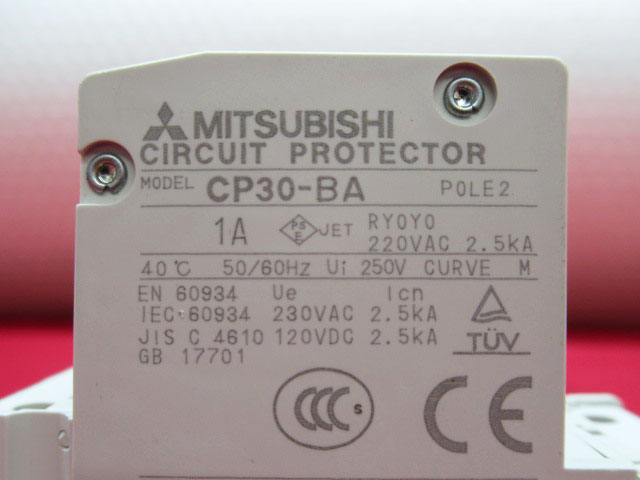 MITSUBISHI
CIRCUIT PROTECTOR
MODEL CP30-BA POLE2
1A PS E JET RYOYO
220VAC 2.5kA
40℃ 50/60Hz Ui 250V CURVE M
EN 60934 Ue Icn
IEC 60934 230VAC 2.5kA
JIS C 4610 120VDC 2.5kA
GB 17701
TÜV
CCC S
CE